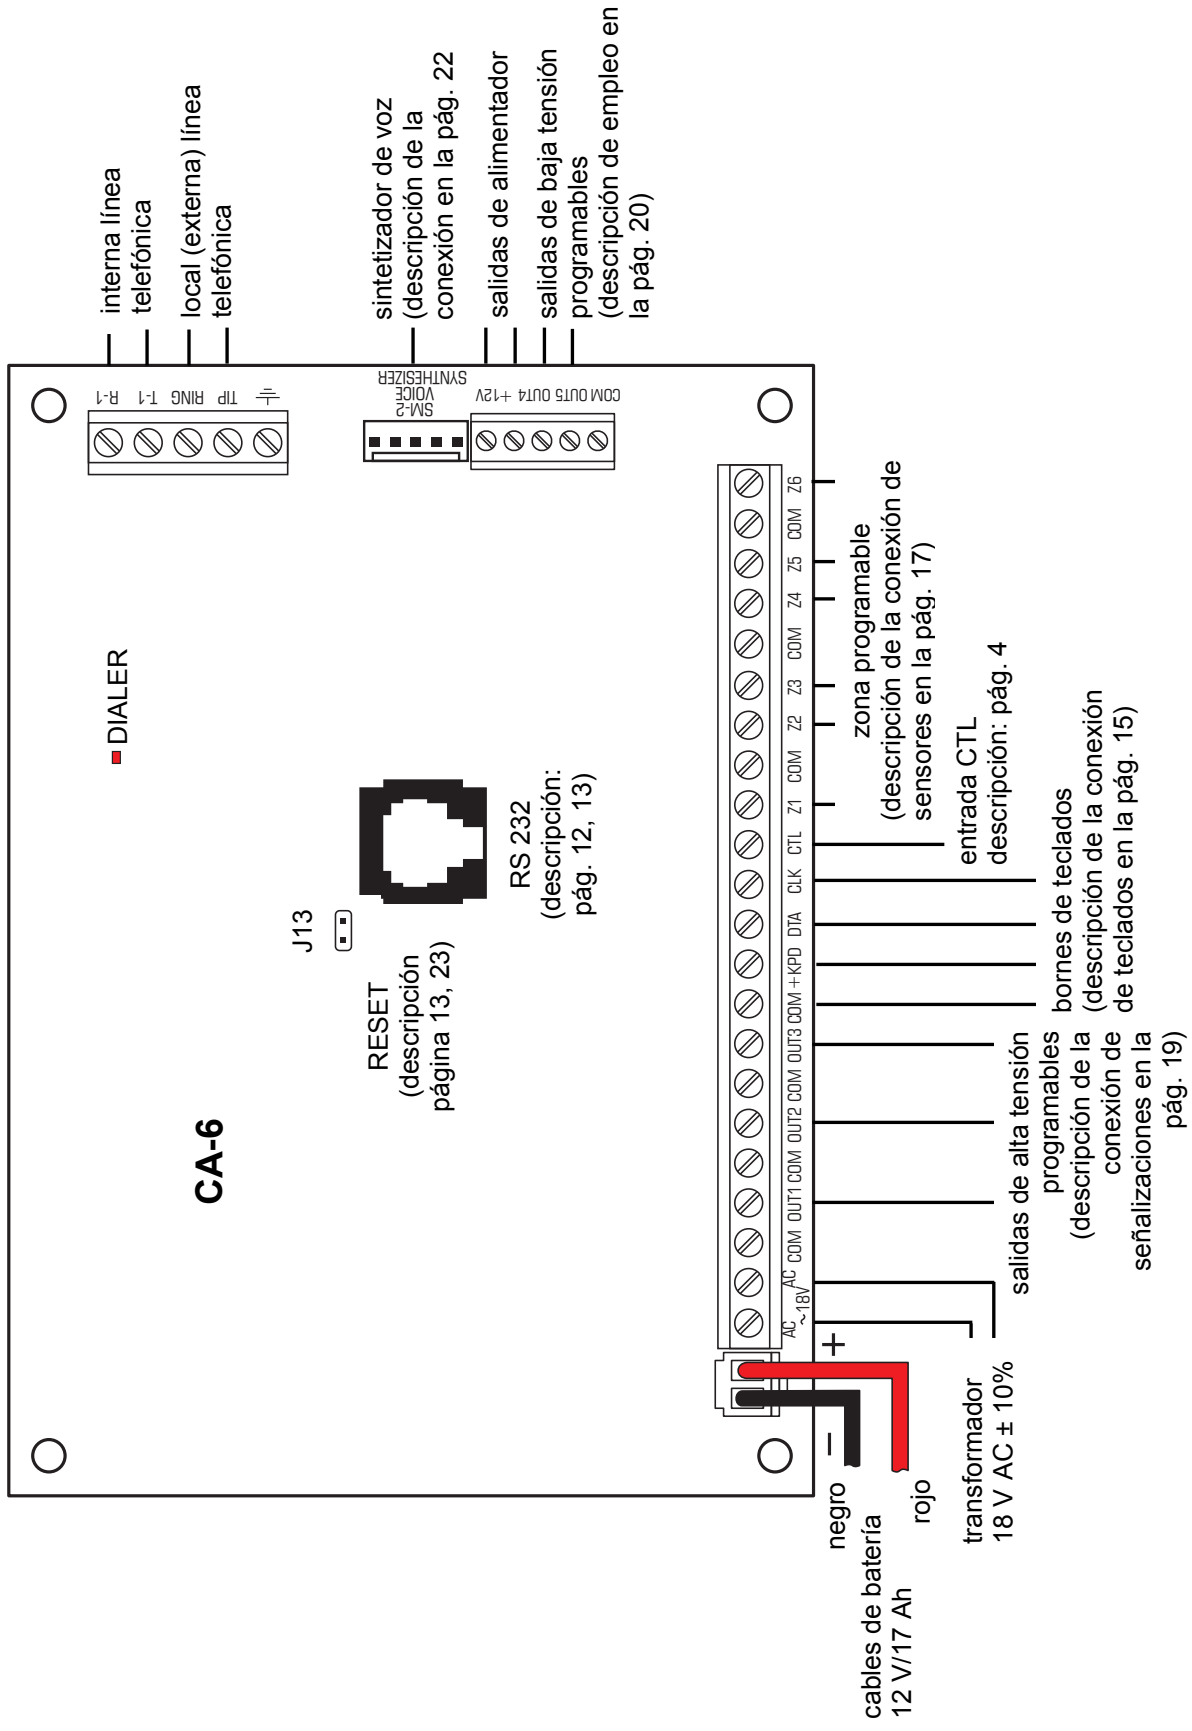 interna línea
telefónica
local (externa) línea
telefónica
sintetizador de voz
(descripción de la
conexión en la pág. 22
salidas de alimentador
salidas de baja tensión
programables
(descripción de empleo en
la pág. 20)
R-1
T-1
RING
TIP
SM-2
VOICE
SYNTHESIZER
+12V
OUT4
OUT5
COM
DIALER
RS 232
(descripción:
pág. 12, 13)
J13
RESET
(descripción
página 13, 23)
CA-6
AC
~18V
AC
COM
OUT1
COM
OUT2
COM
OUT3
COM
+KPD
DTA
CLK
CTL
Z1
COM
Z2
Z3
COM
Z4
Z5
COM
Z6
zona programable
(descripción de la conexión de
sensores en la pág. 17)
entrada CTL
descripción: pág. 4
bornes de teclados
(descripción de la conexión
de teclados en la pág. 15)
salidas de alta tensión
programables
(descripción de la
conexión de
señalizaciones en la
pág. 19)
+
–
negro
rojo
cables de batería
12 V/17 Ah
transformador
18 V AC ± 10%